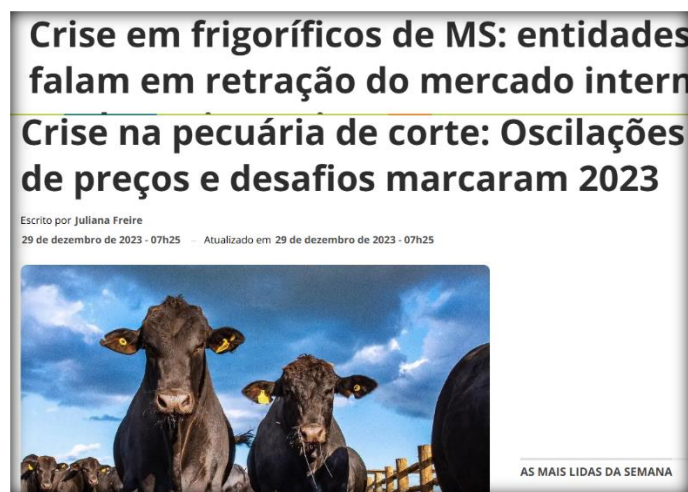 Crise em frigoríficos de MS: entidades
falam em retração do mercado intern
Crise na pecuária de corte: Oscilações
de preços e desafios marcaram 2023
Escrito por Juliana Freire
29 de dezembro de 2023 - 07h25 – Atualizado em 29 de dezembro de 2023 - 07h25
AS MAIS LIDAS DA SEMANA